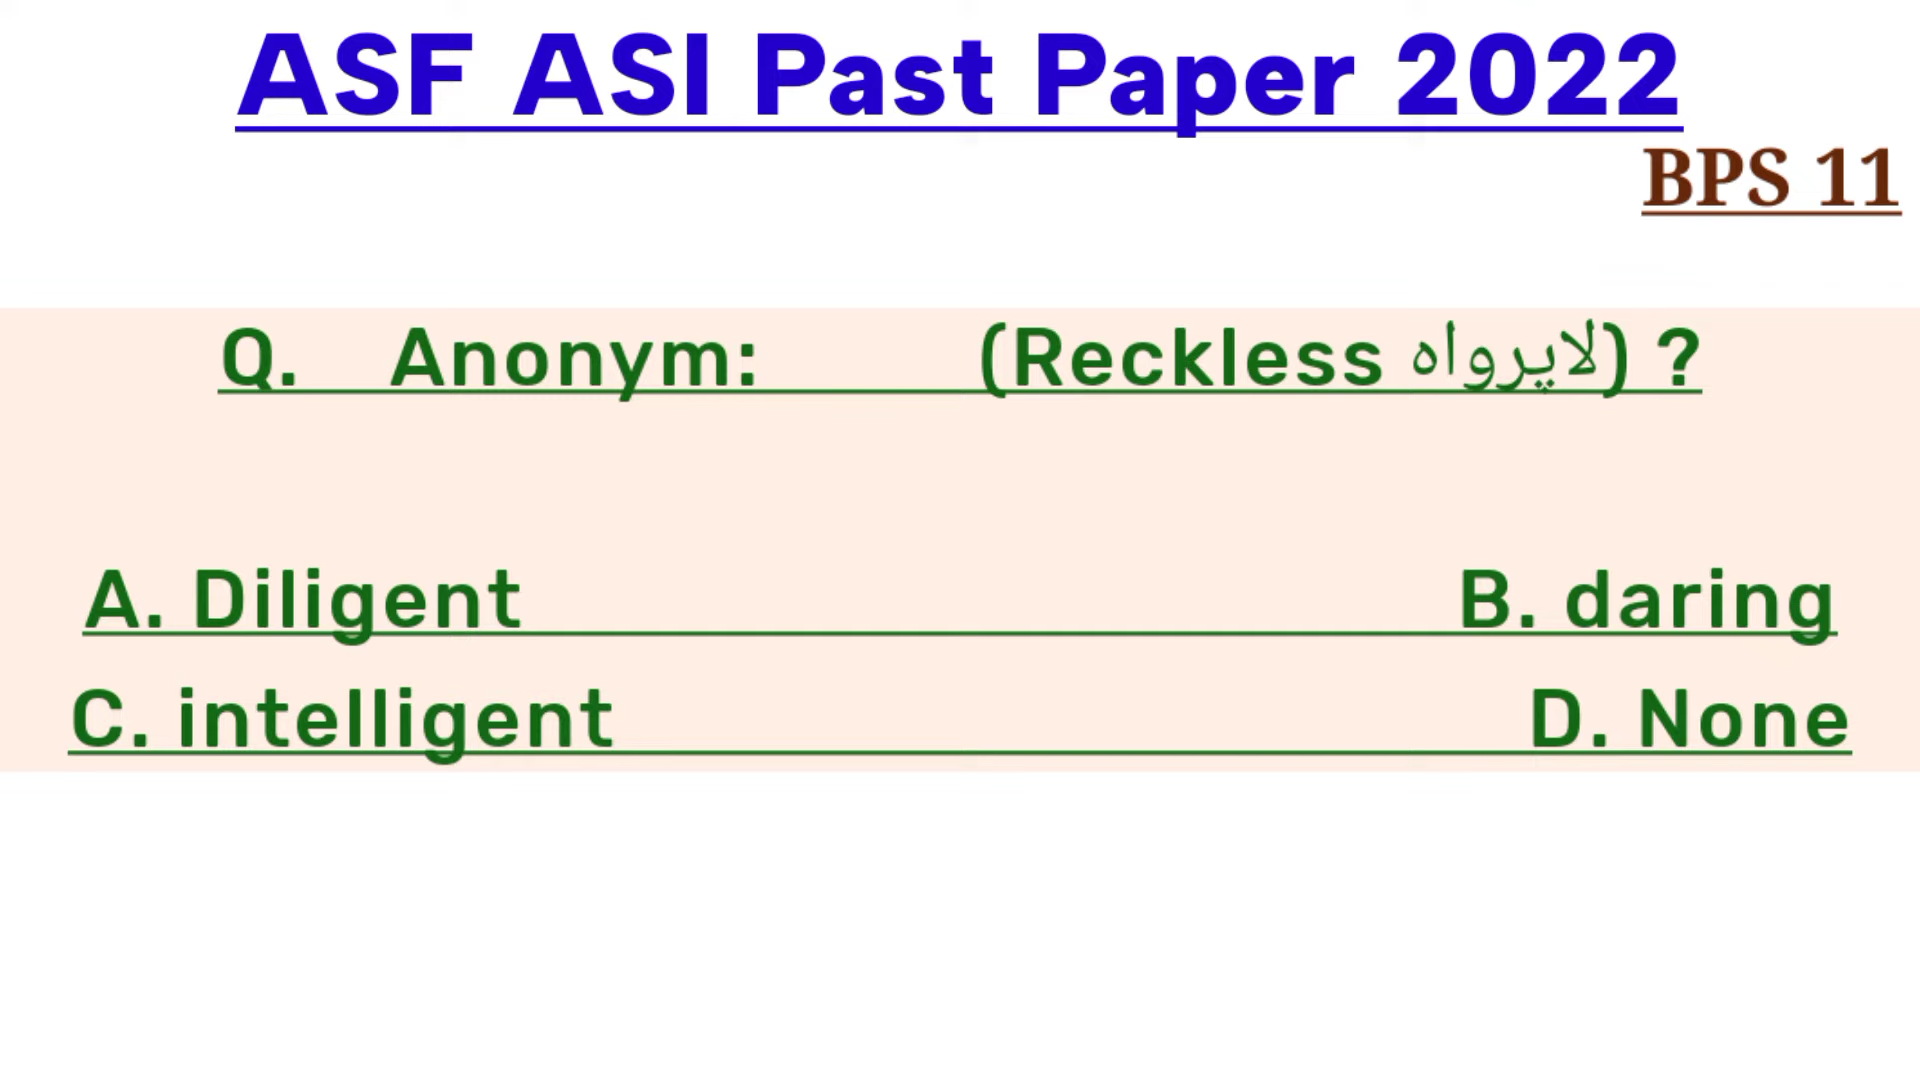 ASF ASI Past Paper 2022
BPS 11
Q. Anonym: (Reckless لاپرواہ) ?
A. Diligent B. daring
C. intelligent D. None